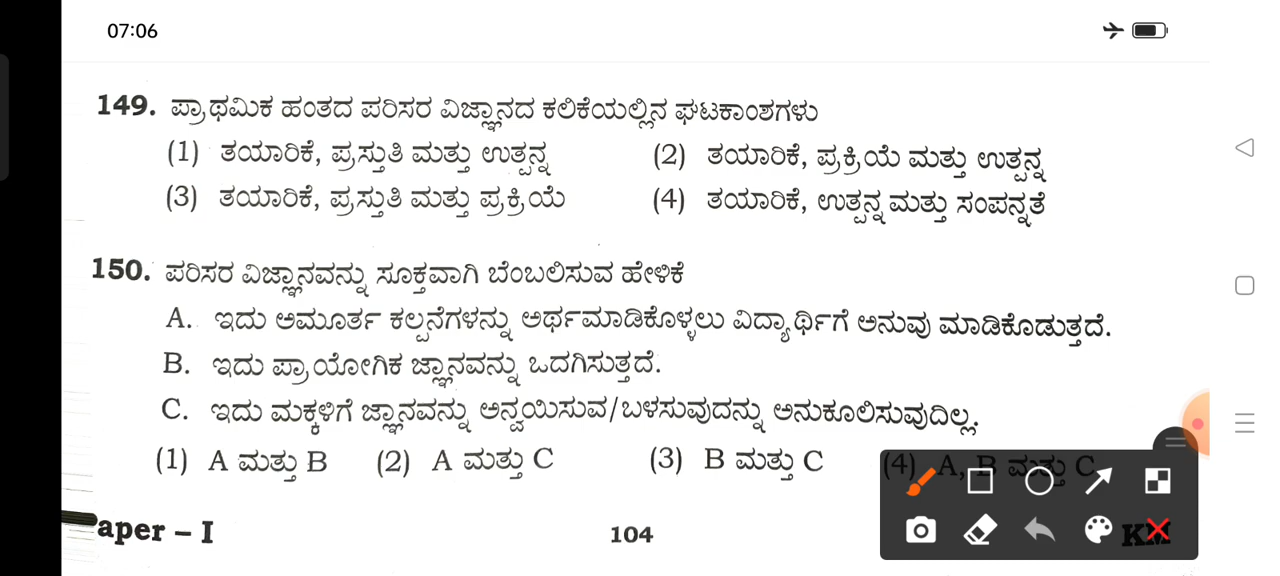 07:06
149. ಪ್ರಾಥಮಿಕ ಹಂತದ ಪರಿಸರ ವಿಜ್ಞಾನದ ಕಲಿಕೆಯಲ್ಲಿನ ಘಟಕಾಂಶಗಳು
(1) ತಯಾರಿಕೆ, ಪ್ರಸ್ತುತಿ ಮತ್ತು ಉತ್ಪನ್ನ (2) ತಯಾರಿಕೆ, ಪ್ರಕ್ರಿಯೆ ಮತ್ತು ಉತ್ಪನ್ನ
(3) ತಯಾರಿಕೆ, ಪ್ರಸ್ತುತಿ ಮತ್ತು ಪ್ರಕ್ರಿಯೆ (4) ತಯಾರಿಕೆ, ಉತ್ಪನ್ನ ಮತ್ತು ಸಂಪನ್ನತೆ
150. ಪರಿಸರ ವಿಜ್ಞಾನವನ್ನು ಸೂಕ್ತವಾಗಿ ಬೆಂಬಲಿಸುವ ಹೇಳಿಕೆ
A. ಇದು ಅಮೂರ್ತ ಕಲ್ಪನೆಗಳನ್ನು ಅರ್ಥಮಾಡಿಕೊಳ್ಳಲು ವಿದ್ಯಾರ್ಥಿಗೆ ಅನುವು ಮಾಡಿಕೊಡುತ್ತದೆ.
B. ಇದು ಪ್ರಾಯೋಗಿಕ ಜ್ಞಾನವನ್ನು ಒದಗಿಸುತ್ತದೆ.
C. ಇದು ಮಕ್ಕಳಿಗೆ ಜ್ಞಾನವನ್ನು ಅನ್ವಯಿಸುವ/ಬಳಸುವುದನ್ನು ಅನುಕೂಲಿಸುವುದಿಲ್ಲ.
(1) A ಮತ್ತು B (2) A ಮತ್ತು C (3) B ಮತ್ತು C (4) A, B ಮತ್ತು C
aper – I 104 KM